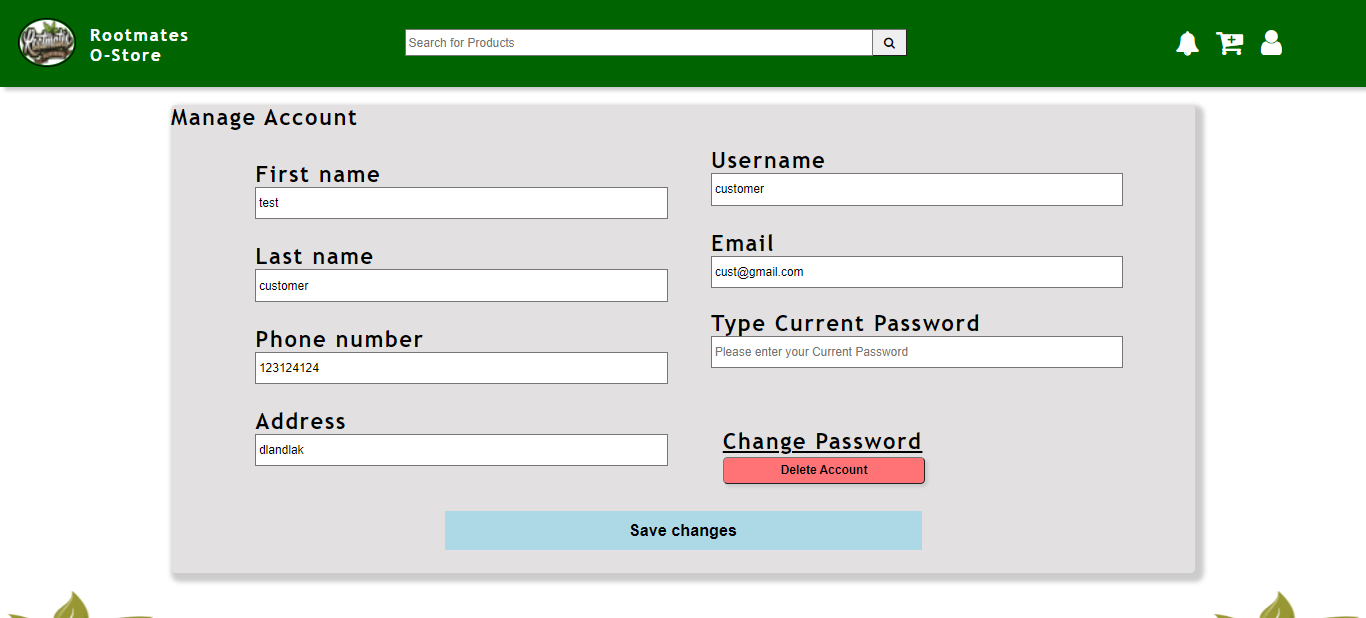 Rootmates
Rootmates
O-Store
Search for Products
Manage Account
First name
test
Last name
customer
Phone number
123124124
Address
dlandlak
Username
customer
Email
cust@gmail.com
Type Current Password
Please enter your Current Password
Change Password
Delete Account
Save changes